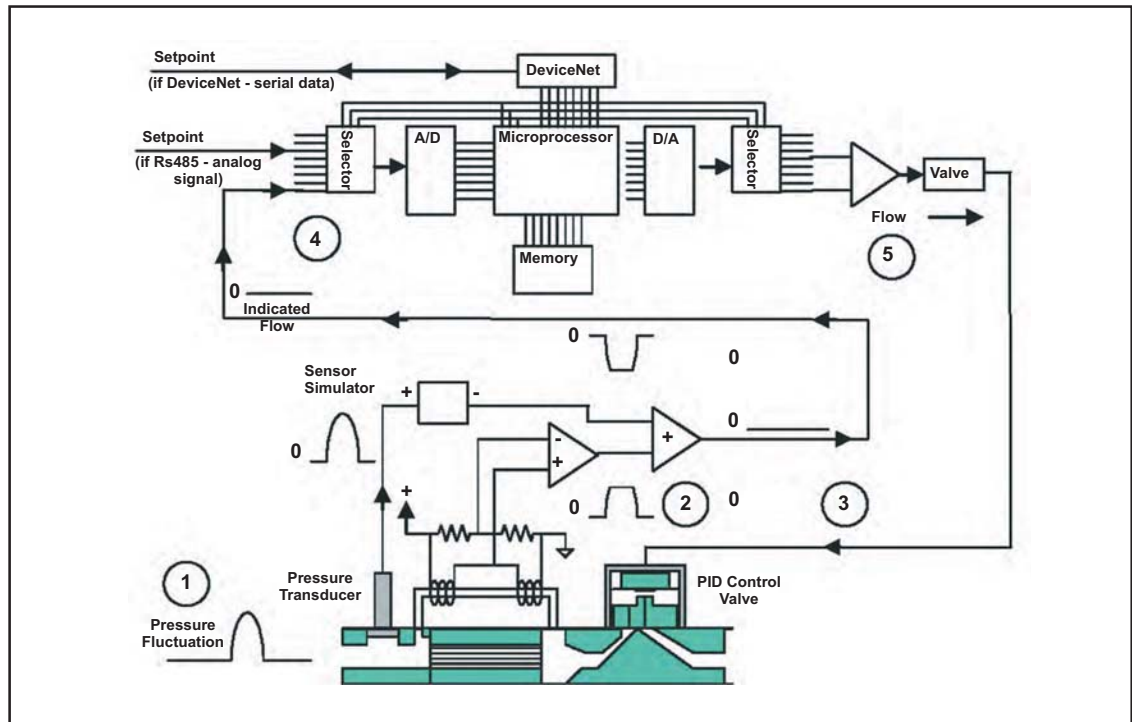 Setpoint
(if DeviceNet - serial data)
DeviceNet
Setpoint
(if Rs485 - analog
signal)
Selector
A/D
Microprocessor
D/A
Selector
Valve
Flow
4
5
Memory
0
Indicated
Flow
0
0
Sensor
Simulator
+
-
0
0
-
+
+
+
0
2
0
3
1
Pressure
Transducer
PID Control
Valve
Pressure
Fluctuation